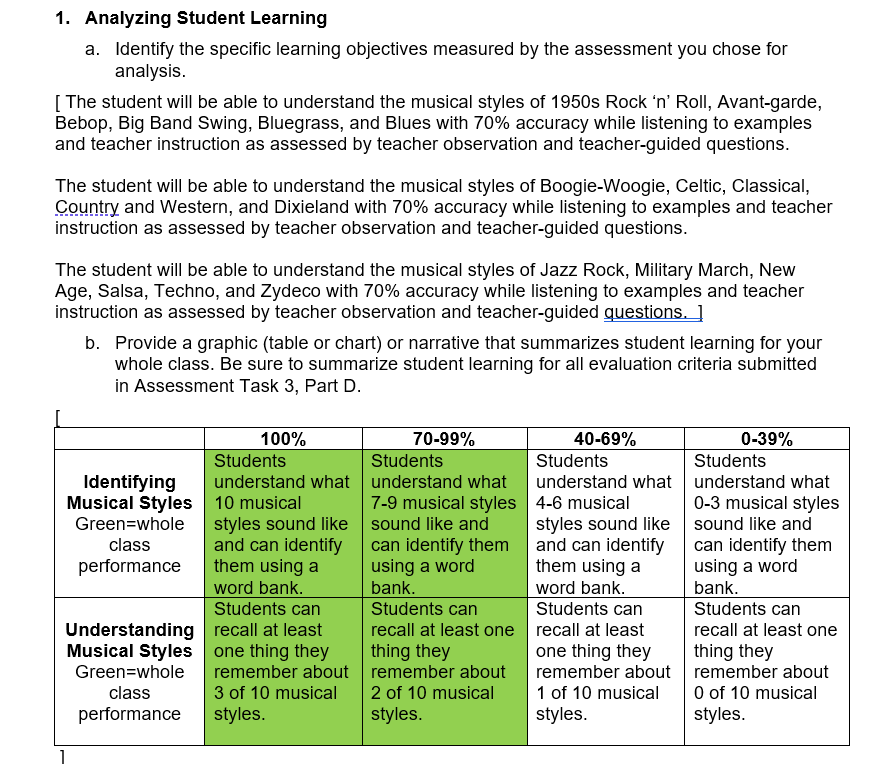 1. Analyzing Student Learning
a. Identify the specific learning objectives measured by the assessment you chose for
analysis.
[ The student will be able to understand the musical styles of 1950s Rock ‘n’ Roll, Avant-garde,
Bebop, Big Band Swing, Bluegrass, and Blues with 70% accuracy while listening to examples
and teacher instruction as assessed by teacher observation and teacher-guided questions.
The student will be able to understand the musical styles of Boogie-Woogie, Celtic, Classical,
Country and Western, and Dixieland with 70% accuracy while listening to examples and teacher
instruction as assessed by teacher observation and teacher-guided questions.
The student will be able to understand the musical styles of Jazz Rock, Military March, New
Age, Salsa, Techno, and Zydeco with 70% accuracy while listening to examples and teacher
instruction as assessed by teacher observation and teacher-guided questions. ]
b. Provide a graphic (table or chart) or narrative that summarizes student learning for your
whole class. Be sure to summarize student learning for all evaluation criteria submitted
in Assessment Task 3, Part D.
[
100%
70-99%
40-69%
0-39%
Identifying
Musical Styles
Green=whole
class
performance
Students
understand what
10 musical
styles sound like
and can identify
them using a
word bank.
Students
understand what
7-9 musical styles
sound like and
can identify them
using a word
bank.
Students
understand what
4-6 musical
styles sound like
and can identify
them using a
word bank.
Students
understand what
0-3 musical styles
sound like and
can identify them
using a word
bank.
Understanding
Musical Styles
Green=whole
class
performance
Students can
recall at least
one thing they
remember about
3 of 10 musical
styles.
Students can
recall at least one
thing they
remember about
2 of 10 musical
styles.
Students can
recall at least
one thing they
remember about
1 of 10 musical
styles.
Students can
recall at least one
thing they
remember about
0 of 10 musical
styles.
]